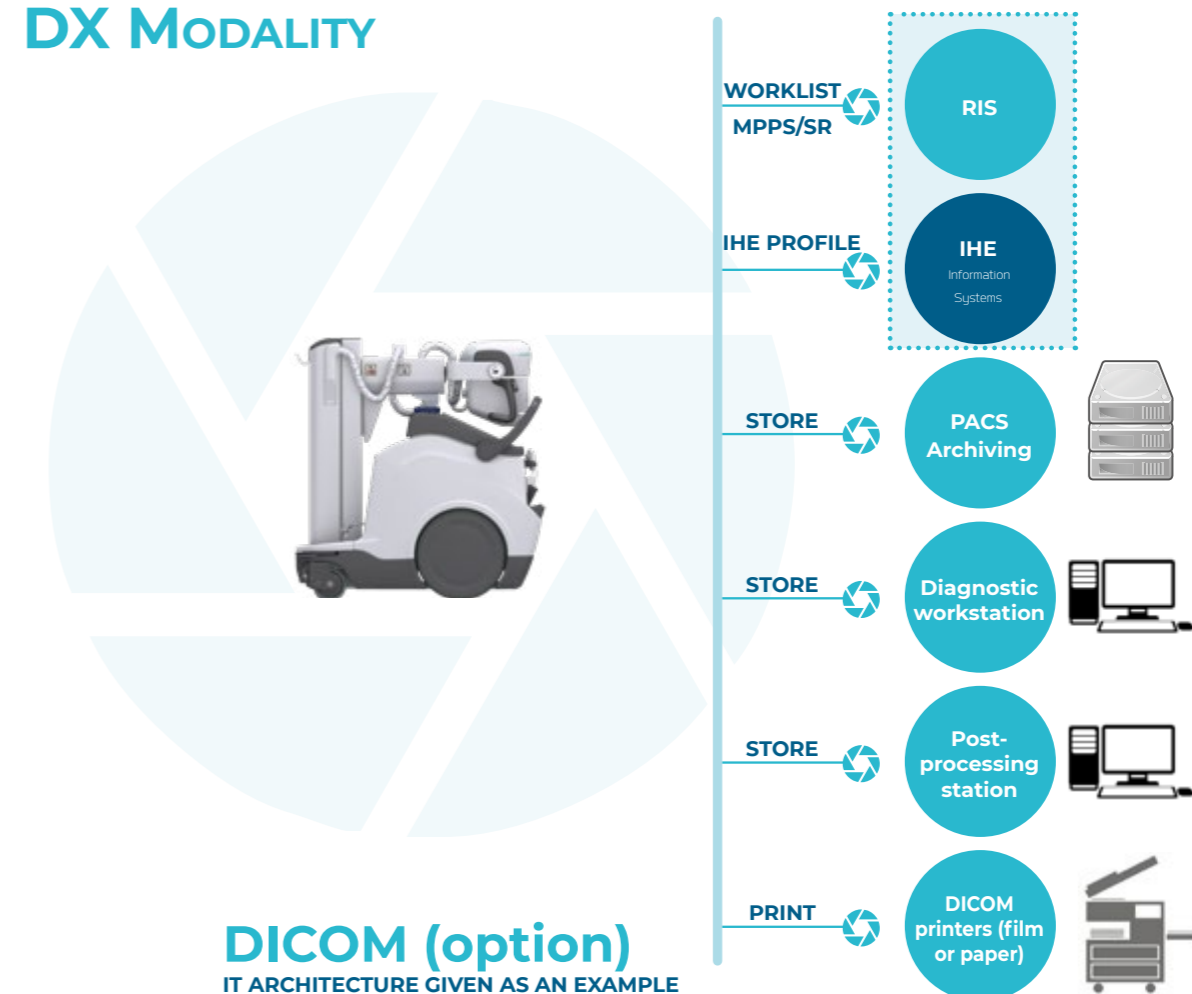 DX MODALITY
WORKLIST
MPPS/SR
RIS
IHE PROFILE
IHE
Information
Systems
STORE
PACS
Archiving
STORE
Diagnostic
workstation
STORE
Post-
processing
station
PRINT
DICOM
printers (film
or paper)
DICOM (option)
IT ARCHITECTURE GIVEN AS AN EXAMPLE